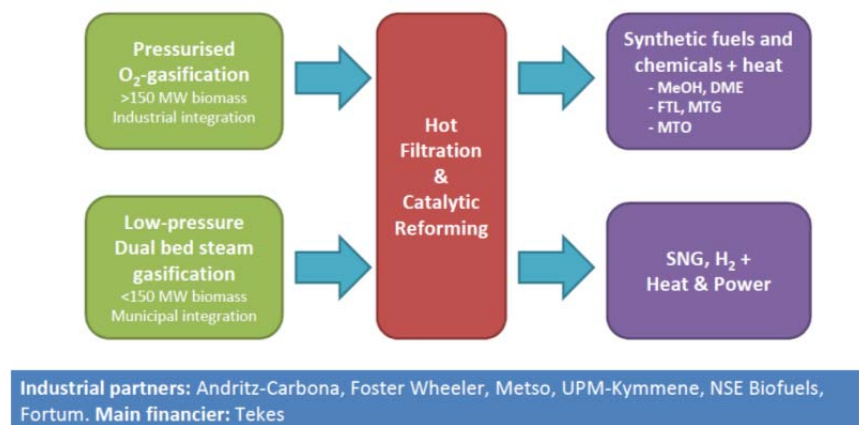 Pressurised
O₂-gasification
>150 MW biomass
Industrial integration
Low-pressure
Dual bed steam
gasification
<150 MW biomass
Municipal integration
Hot
Filtration
&
Catalytic
Reforming
Synthetic fuels and
chemicals + heat
- MeOH, DME
- FTL, MTG
- MTO
SNG, H₂ +
Heat & Power
Industrial partners: Andritz-Carbona, Foster Wheeler, Metso, UPM-Kymmene, NSE Biofuels,
Fortum. Main financier: Tekes